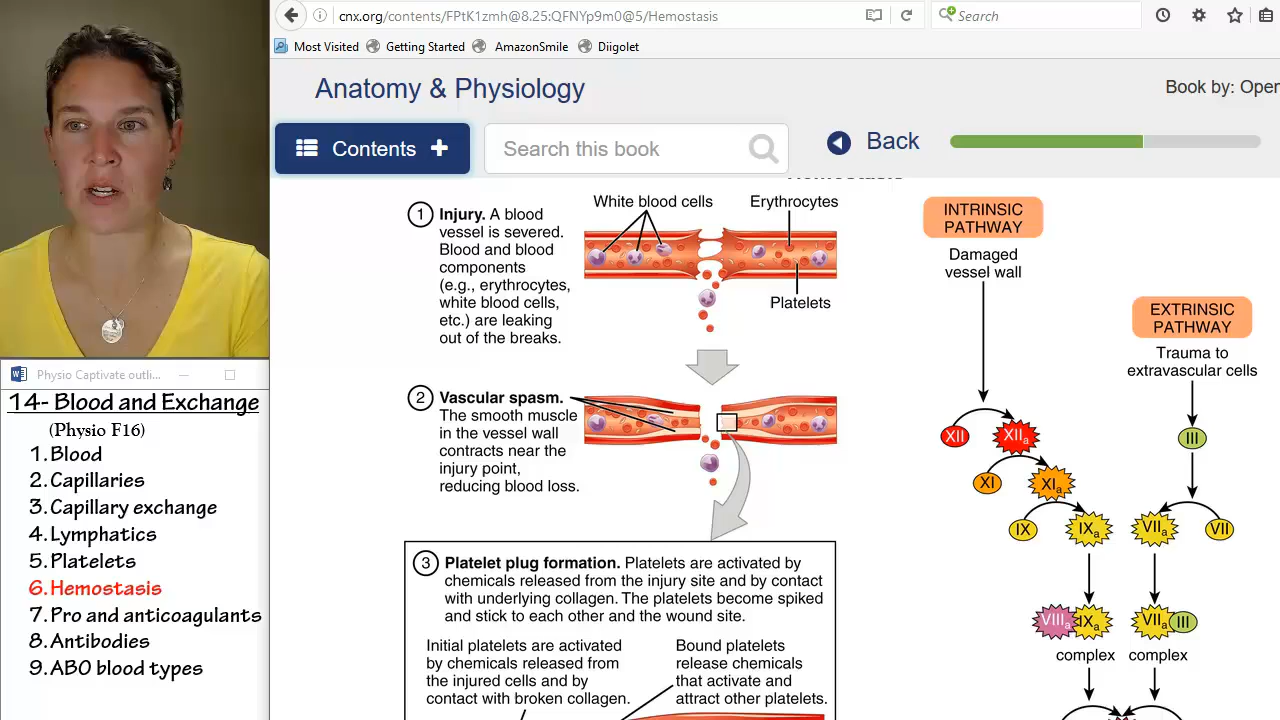 cnx.org/contents/FPtK1zmh@8.25:QFNYp9m0@5/Hemostasis
Search
Most Visited
Getting Started
AmazonSmile
Diigolet
Anatomy & Physiology
Book by: Oper
Contents +
Search this book
Back
Hemostasis
1 Injury. A blood
vessel is severed.
Blood and blood
components
(e.g., erythrocytes,
white blood cells,
etc.) are leaking
out of the breaks.
White blood cells
Erythrocytes
Platelets
2 Vascular spasm.
The smooth muscle
in the vessel wall
contracts near the
injury point,
reducing blood loss.
3 Platelet plug formation. Platelets are activated by
chemicals released from the injury site and by contact
with underlying collagen. The platelets become spiked
and stick to each other and the wound site.
Initial platelets are activated
by chemicals released from
the injured cells and by
contact with broken collagen.
Bound platelets
release chemicals
that activate and
attract other platelets.
INTRINSIC
PATHWAY
Damaged
vessel wall
EXTRINSIC
PATHWAY
Trauma to
extravascular cells
XII
XIIa
III
XI
XIa
IX
IXa
VIIa
VII
VIIIa
IXa
VIIa
III
complex
complex
Physio Captivate outli...
14- Blood and Exchange
(Physio F16)
1. Blood
2. Capillaries
3. Capillary exchange
4. Lymphatics
5. Platelets
6. Hemostasis
7. Pro and anticoagulants
8. Antibodies
9. ABO blood types